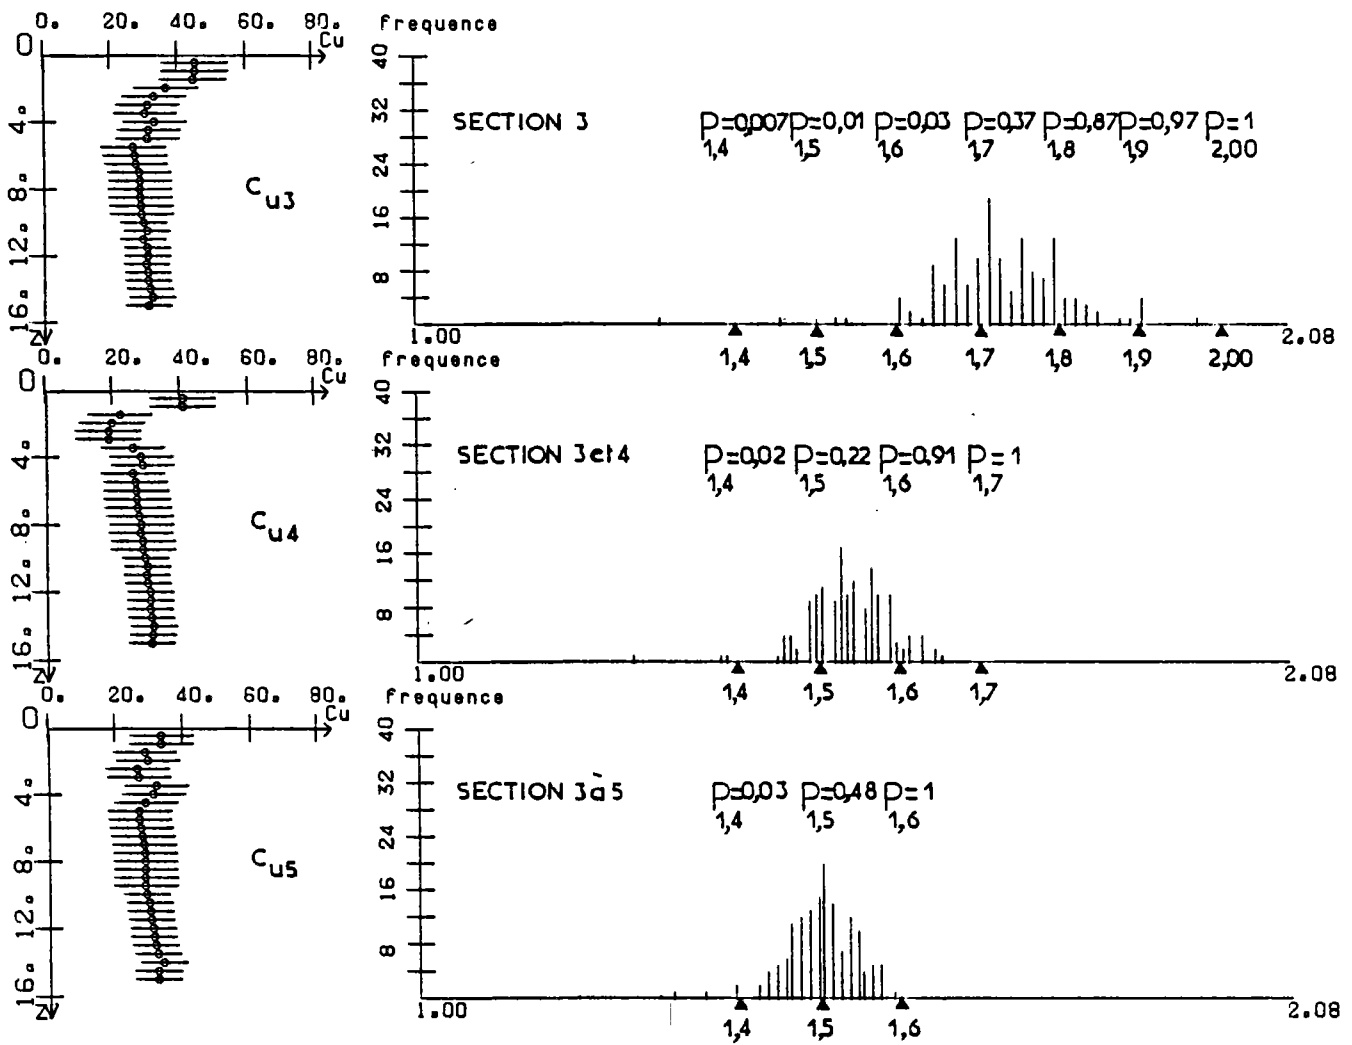 0. 20. 40. 60. 80. frequence
0 Cu 40
32 SECTION 3 p=0,007 p=0,01 p=0,03 p=0,37 p=0,87 p=0,97 p=1
4. 1,4 1,5 1,6 1,7 1,8 1,9 2,00
24
8. Cu3
16
12.
8
16.
Z 1.00 2.08
1,4 1,5 1,6 1,7 1,8 1,9 2,00
0. 20. 40. 60. 80. frequence
0 Cu 40
32 SECTION 3et4 p=0,02 p=0,22 p=0,91 p=1
4. 1,4 1,5 1,6 1,7
24
8. Cu4
16
12.
8
16.
Z 1.00 2.08
1,4 1,5 1,6 1,7
0. 20. 40. 60. 80. frequence
0 Cu 40
32 SECTION 3à5 p=0,03 p=0,48 p=1
4. 1,4 1,5 1,6
24
8. Cu5
16
12.
8
16.
Z 1.00 2.08
1,4 1,5 1,6